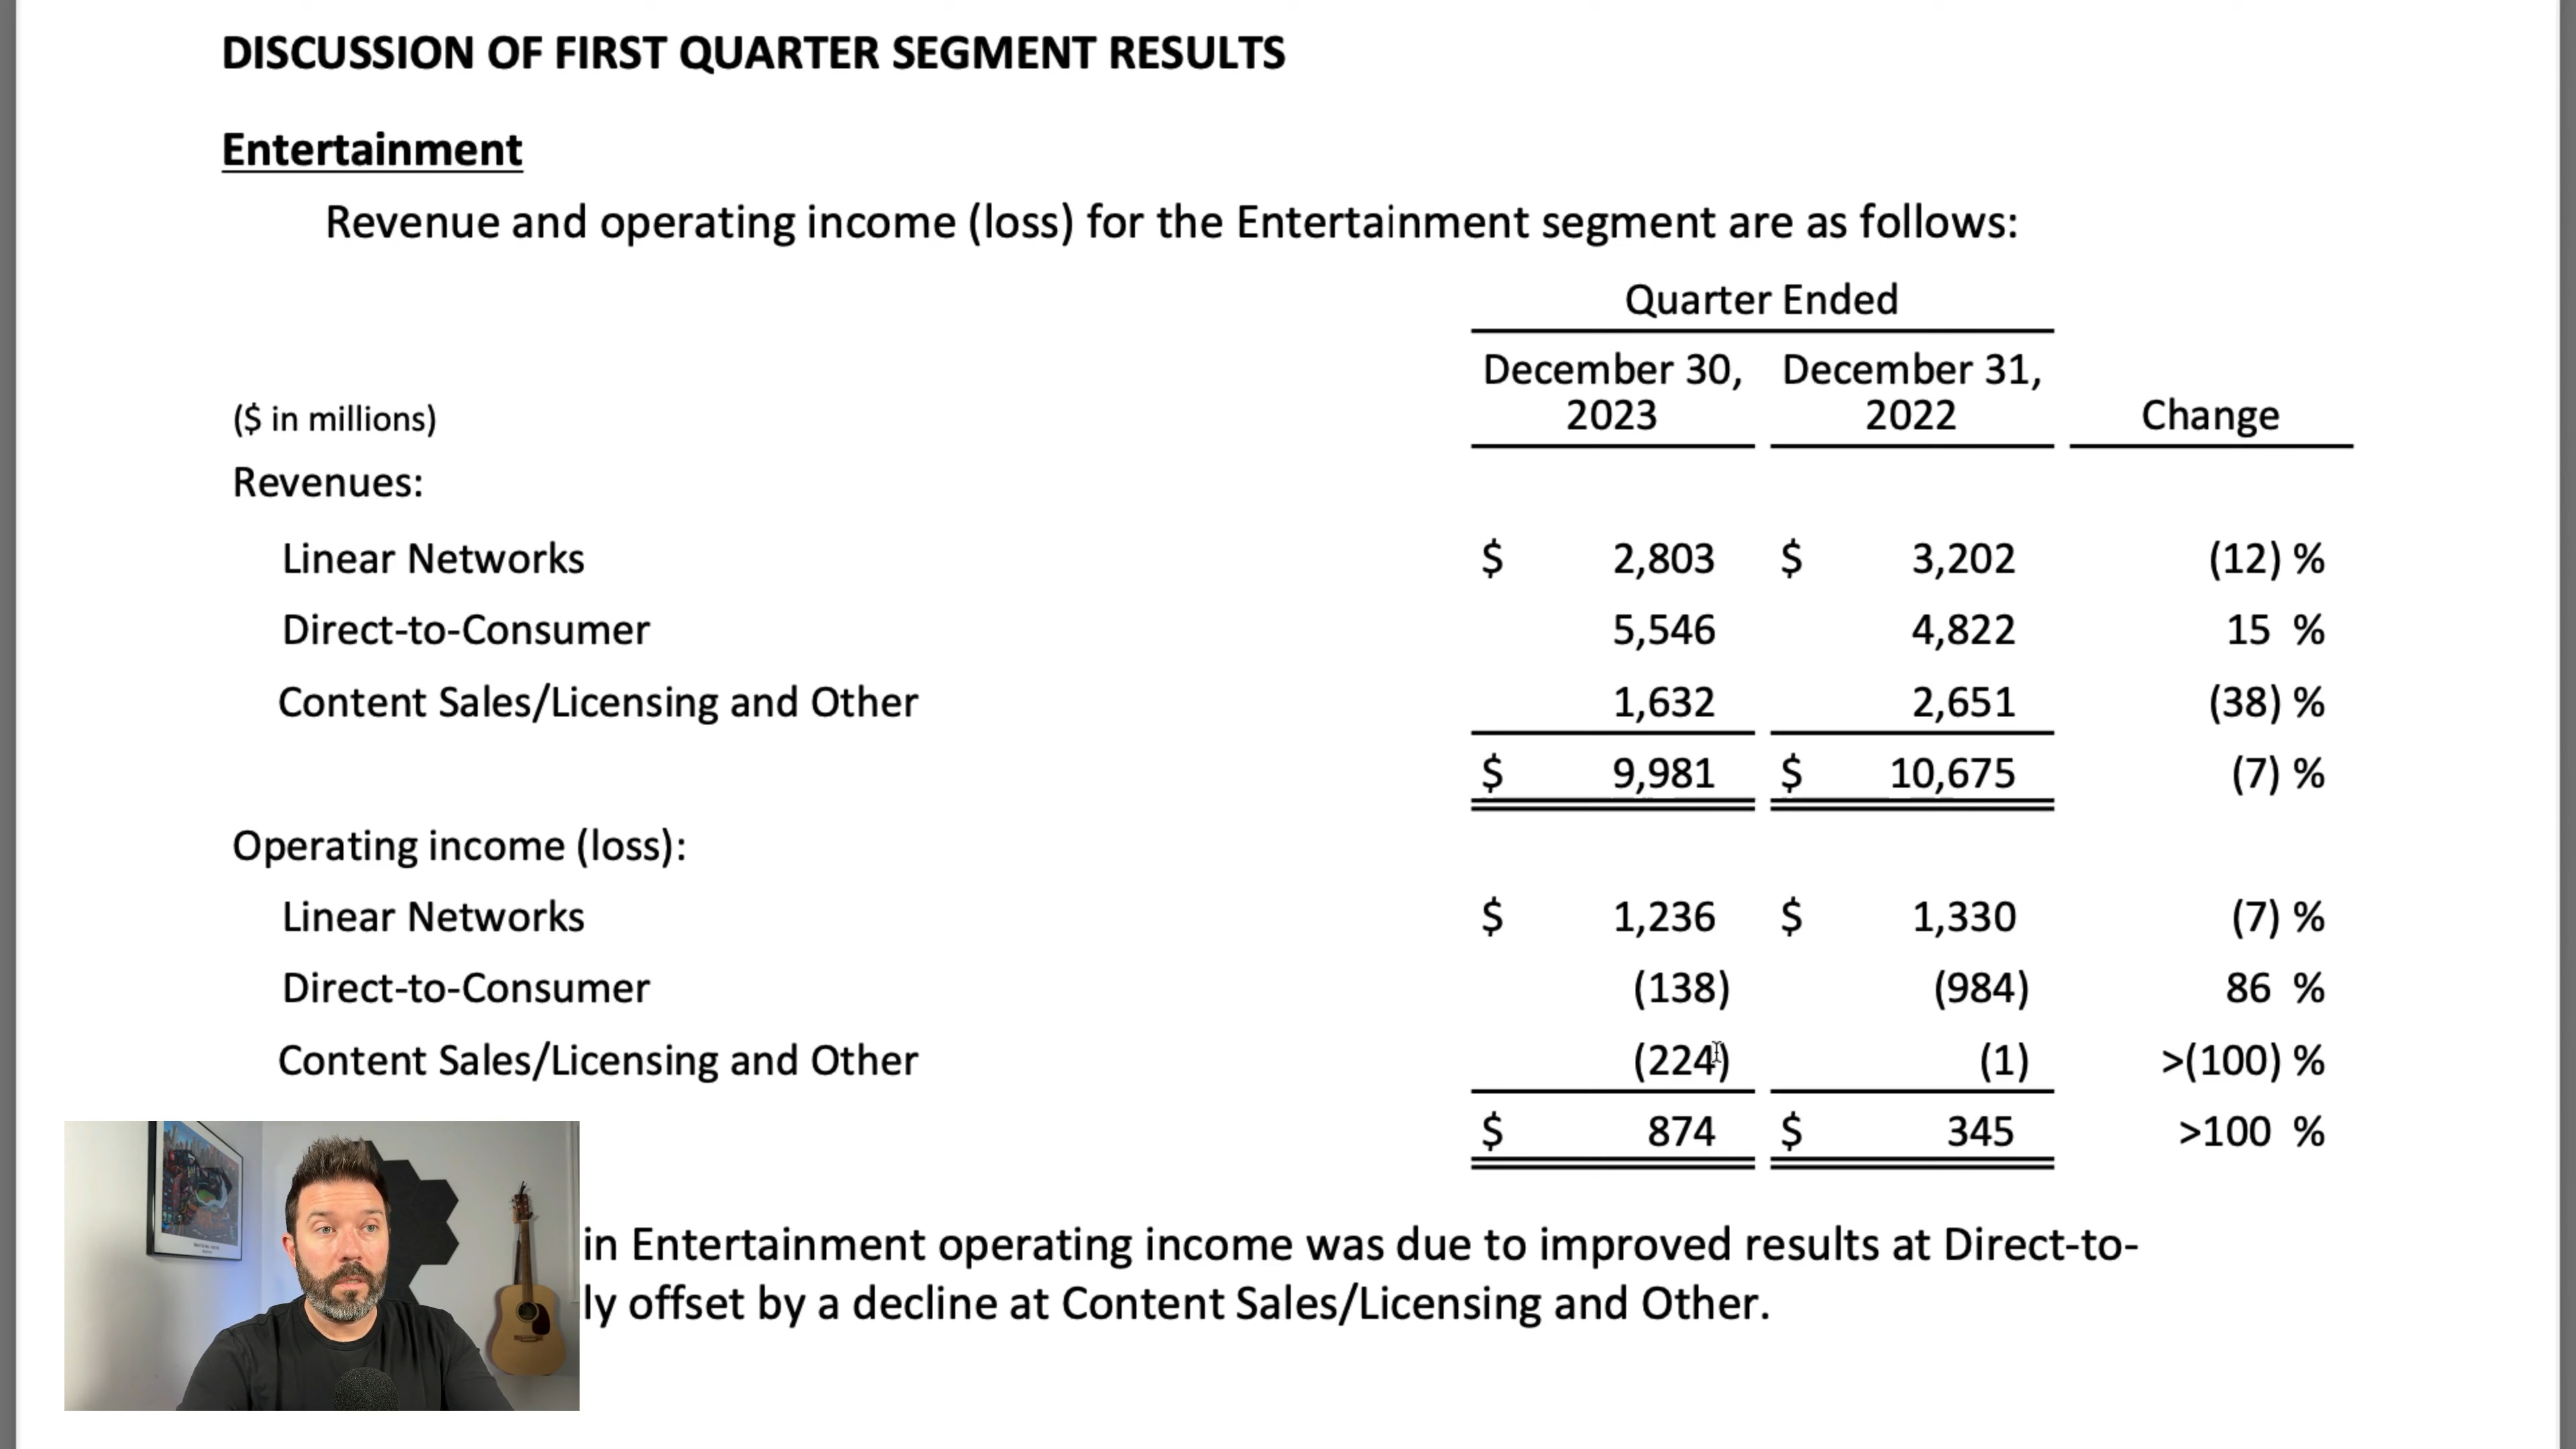 DISCUSSION OF FIRST QUARTER SEGMENT RESULTS
Entertainment
Revenue and operating income (loss) for the Entertainment segment are as follows:
Quarter Ended
($ in millions) December 30, 2023 December 31, 2022 Change
Revenues:
Linear Networks $ 2,803 $ 3,202 (12) %
Direct-to-Consumer 5,546 4,822 15 %
Content Sales/Licensing and Other 1,632 2,651 (38) %
$ 9,981 $ 10,675 (7) %
Operating income (loss):
Linear Networks $ 1,236 $ 1,330 (7) %
Direct-to-Consumer (138) (984) 86 %
Content Sales/Licensing and Other (224) (1) >(100) %
$ 874 $ 345 >100 %
in Entertainment operating income was due to improved results at Direct-to-
ly offset by a decline at Content Sales/Licensing and Other.